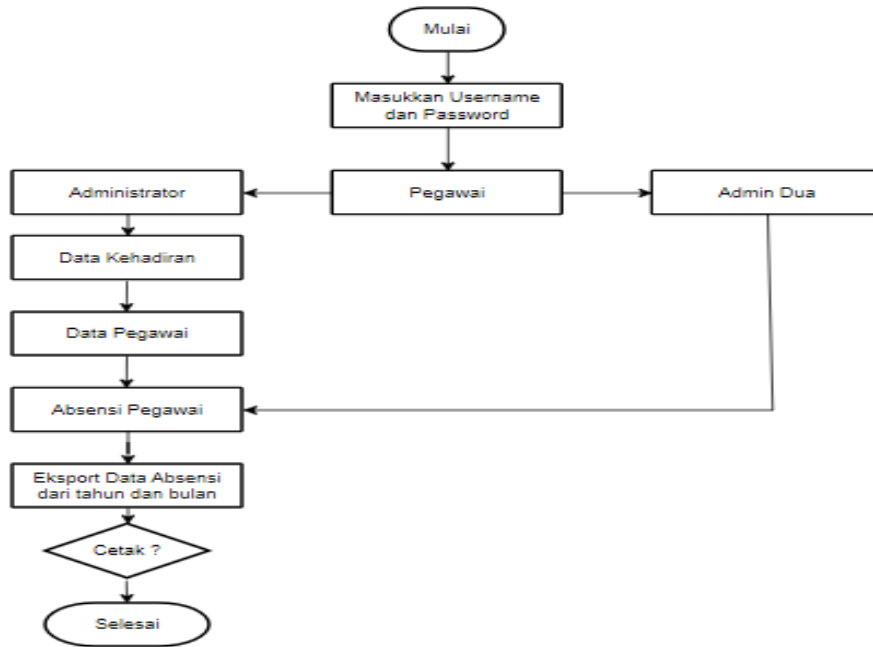 Mulai
Masukkan Username
dan Password
Administrator
Pegawai
Admin Dua
Data Kehadiran
Data Pegawai
Absensi Pegawai
Eksport Data Absensi
dari tahun dan bulan
Cetak ?
Selesai